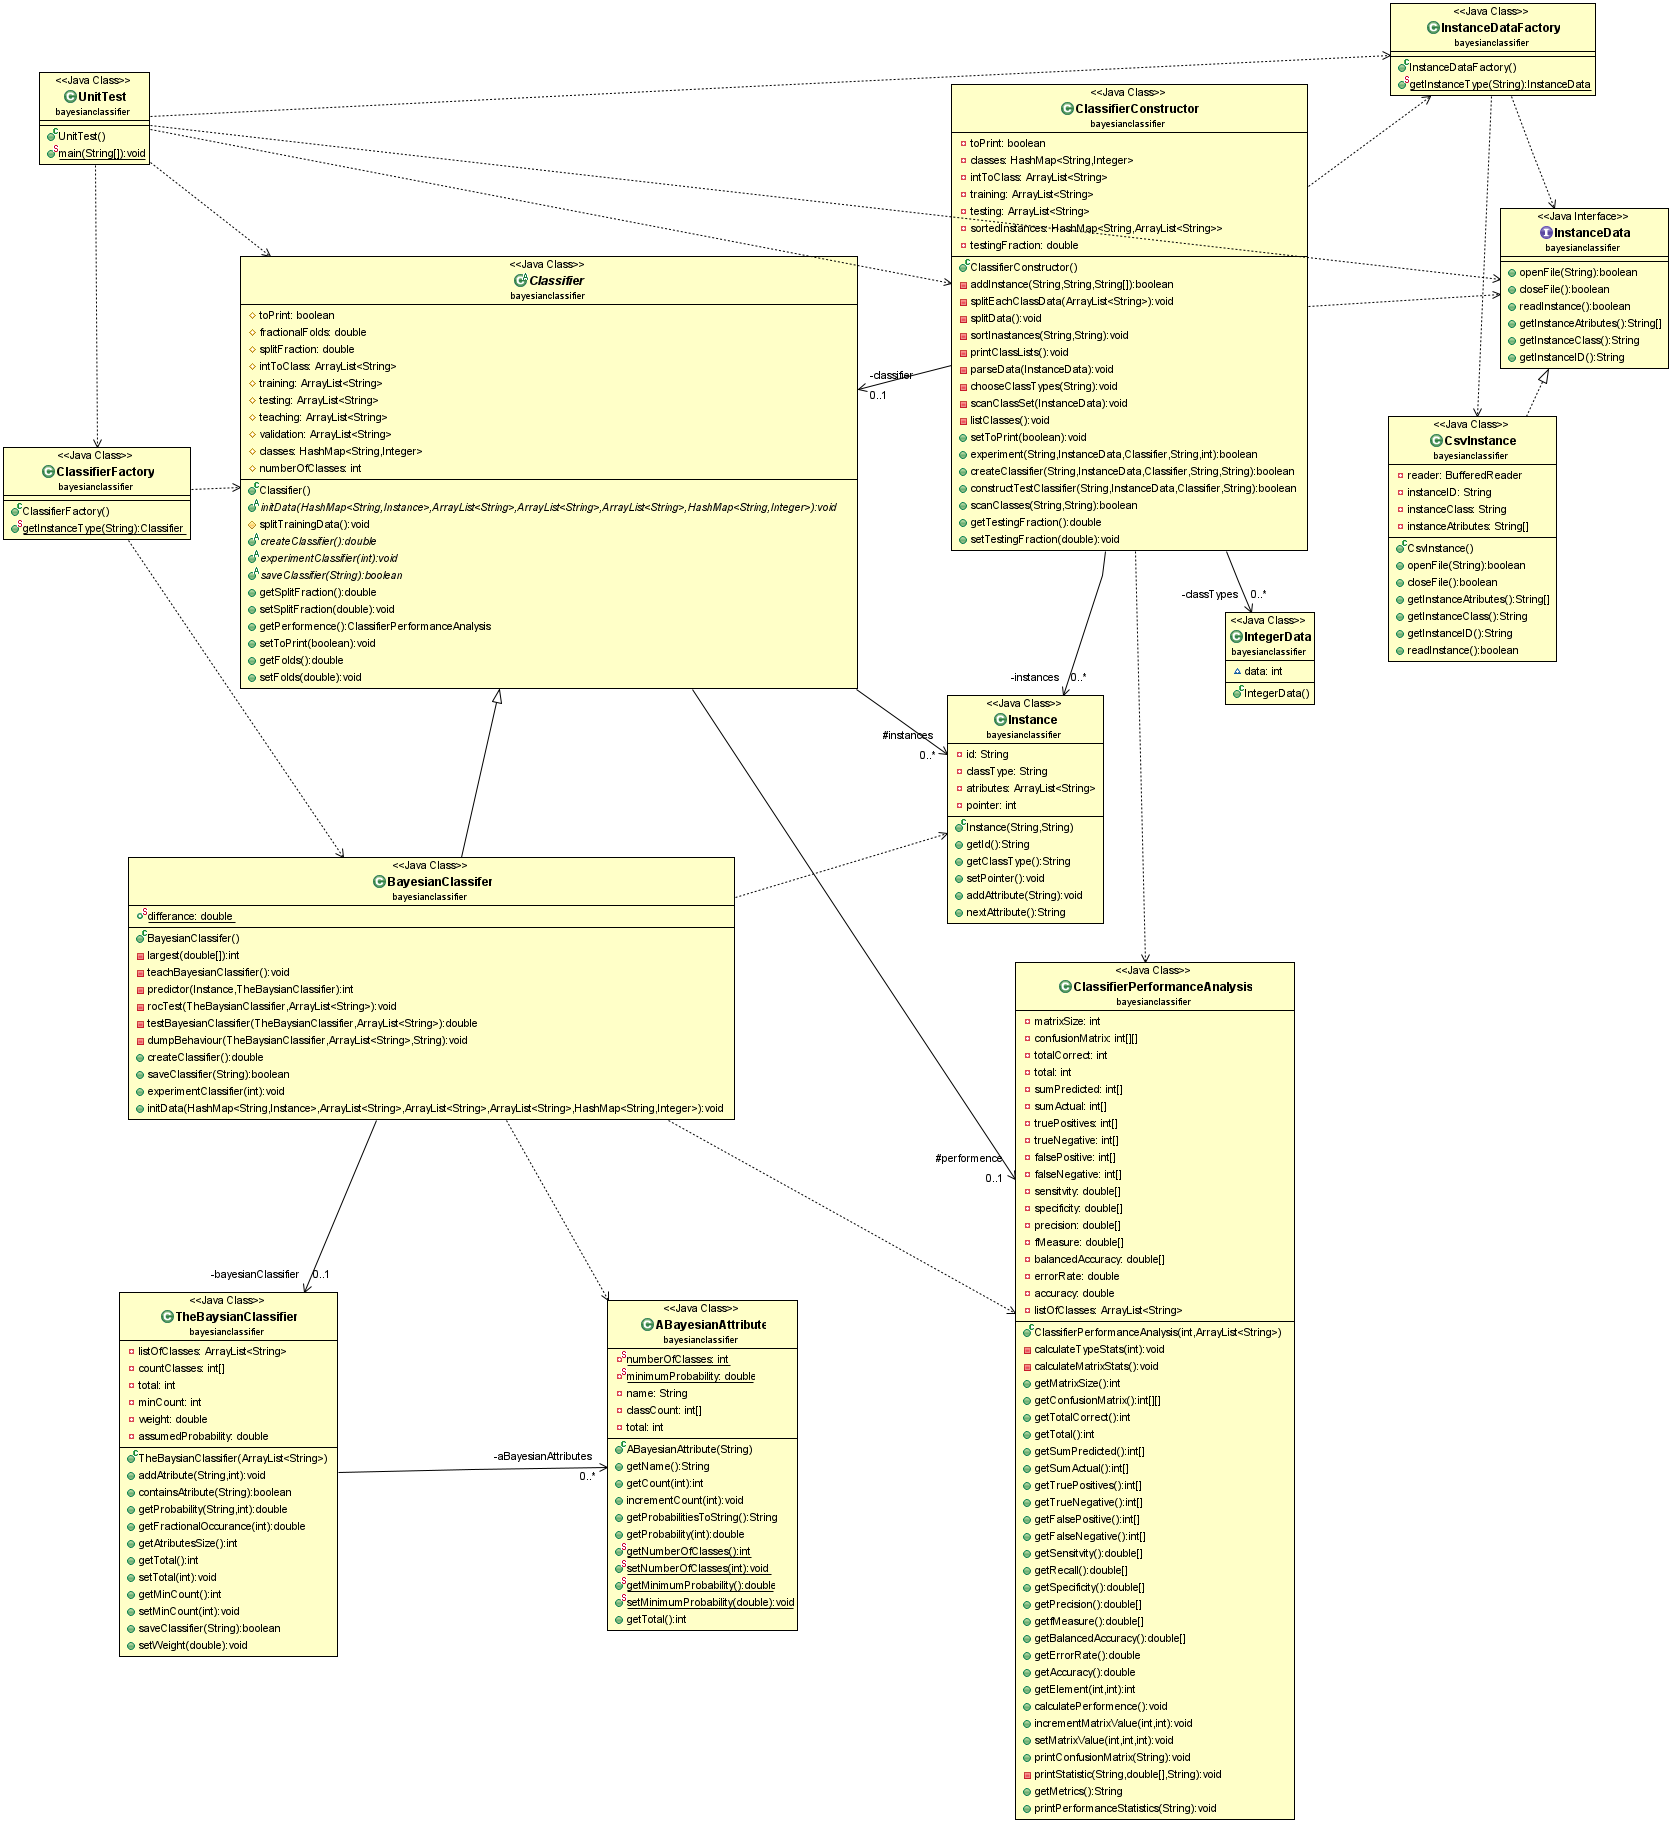 <<Java Class>>
InstanceDataFactory
bayesianclassifier
InstanceDataFactory()
getInstanceType(String):InstanceData
<<Java Class>>
UnitTest
bayesianclassifier
UnitTest()
main(String[]):void
<<Java Class>>
ClassifierConstructor
bayesianclassifier
toPrint: boolean
classes: HashMap<String,Integer>
intToClass: ArrayList<String>
training: ArrayList<String>
testing: ArrayList<String>
sortedInstances: HashMap<String,ArrayList<String>>
testingFraction: double
ClassifierConstructor()
addInstance(String,String,String[]):boolean
splitEachClassData(ArrayList<String>):void
splitData():void
sortInastances(String,String):void
printClassLists():void
parseData(InstanceData):void
chooseClassTypes(String):void
scanClassSet(InstanceData):void
listClasses():void
setToPrint(boolean):void
experiment(String,InstanceData,Classifier,String,int):boolean
createClassifier(String,InstanceData,Classifier,String,String):boolean
constructTestClassifier(String,InstanceData,Classifier,String):boolean
scanClasses(String,String):boolean
getTestingFraction():double
setTestingFraction(double):void
<<Java Interface>>
InstanceData
bayesianclassifier
openFile(String):boolean
closeFile():boolean
readInstance():boolean
getInstanceAtributes():String[]
getInstanceClass():String
getInstanceID():String
<<Java Class>>
Classifier
bayesianclassifier
toPrint: boolean
fractionalFolds: double
splitFraction: double
intToClass: ArrayList<String>
training: ArrayList<String>
testing: ArrayList<String>
teaching: ArrayList<String>
validation: ArrayList<String>
classes: HashMap<String,Integer>
numberOfClasses: int
Classifier()
initData(HashMap<String,Instance>,ArrayList<String>,ArrayList<String>,ArrayList<String>,HashMap<String,Integer>):void
splitTrainingData():void
createClassifier():double
experimentClassifier(int):void
saveClassifier(String):boolean
getSplitFraction():double
setSplitFraction(double):void
getPerformence():ClassifierPerformanceAnalysis
setToPrint(boolean):void
getFolds():double
setFolds(double):void
-classifier
0..1
<<Java Class>>
CsvInstance
bayesianclassifier
reader: BufferedReader
instanceID: String
instanceClass: String
instanceAtributes: String[]
CsvInstance()
openFile(String):boolean
closeFile():boolean
getInstanceAtributes():String[]
getInstanceClass():String
getInstanceID():String
readInstance():boolean
<<Java Class>>
ClassifierFactory
bayesianclassifier
ClassifierFactory()
getInstanceType(String):Classifier
-classTypes
0..*
<<Java Class>>
IntegerData
bayesianclassifier
data: int
IntegerData()
-instances
0..*
#instances
0..*
<<Java Class>>
Instance
bayesianclassifier
id: String
classType: String
atributes: ArrayList<String>
pointer: int
Instance(String,String)
getId():String
getClassType():String
setPointer():void
addAttribute(String):void
nextAttribute():String
<<Java Class>>
BayesianClassifer
bayesianclassifier
differance: double
BayesianClassifer()
largest(double[]):int
teachBayesianClassifier():void
predictor(Instance,TheBaysianClassifier):int
rocTest(TheBaysianClassifier,ArrayList<String>):void
testBayesianClassifier(TheBaysianClassifier,ArrayList<String>):double
dumpBehaviour(TheBaysianClassifier,ArrayList<String>,String):void
createClassifier():double
saveClassifier(String):boolean
experimentClassifier(int):void
initData(HashMap<String,Instance>,ArrayList<String>,ArrayList<String>,ArrayList<String>,HashMap<String,Integer>):void
<<Java Class>>
ClassifierPerformanceAnalysis
bayesianclassifier
matrixSize: int
confusionMatrix: int[][]
totalCorrect: int
total: int
sumPredicted: int[]
sumActual: int[]
truePositives: int[]
trueNegative: int[]
falsePositive: int[]
falseNegative: int[]
sensitvity: double[]
specificity: double[]
precision: double[]
fMeasure: double[]
balancedAccuracy: double[]
errorRate: double
accuracy: double
listOfClasses: ArrayList<String>
ClassifierPerformanceAnalysis(int,ArrayList<String>)
calculateTypeStats(int):void
calculateMatrixStats():void
getMatrixSize():int
getConfusionMatrix():int[][]
getTotalCorrect():int
getTotal():int
getSumPredicted():int[]
getSumActual():int[]
getTruePositives():int[]
getTrueNegative():int[]
getFalsePositive():int[]
getFalseNegative():int[]
getSensitvity():double[]
getRecall():double[]
getSpecificity():double[]
getPrecision():double[]
getfMeasure():double[]
getBalancedAccuracy():double[]
getErrorRate():double
getAccuracy():double
getElement(int,int):int
calculatePerformence():void
incrementMatrixValue(int,int):void
setMatrixValue(int,int,int):void
printConfusionMatrix(String):void
printStatistic(String,double[],String):void
getMetrics():String
printPerformanceStatistics(String):void
#performence
0..1
-bayesianClassifier
0..1
<<Java Class>>
TheBaysianClassifier
bayesianclassifier
listOfClasses: ArrayList<String>
countClasses: int[]
total: int
minCount: int
weight: double
assumedProbability: double
TheBaysianClassifier(ArrayList<String>)
addAtribute(String,int):void
containsAtribute(String):boolean
getProbability(String,int):double
getFractionalOccurance(int):double
getAtributesSize():int
getTotal():int
setTotal(int):void
getMinCount():int
setMinCount(int):void
saveClassifier(String):boolean
setWeight(double):void
-aBayesianAttributes
0..*
<<Java Class>>
ABayesianAttribute
bayesianclassifier
numberOfClasses: int
minimumProbability: double
name: String
classCount: int[]
total: int
ABayesianAttribute(String)
getName():String
getCount(int):int
incrementCount(int):void
getProbabilitiesToString():String
getProbability(int):double
getNumberOfClasses():int
setNumberOfClasses(int):void
getMinimumProbability():double
setMinimumProbability(double):void
getTotal():int